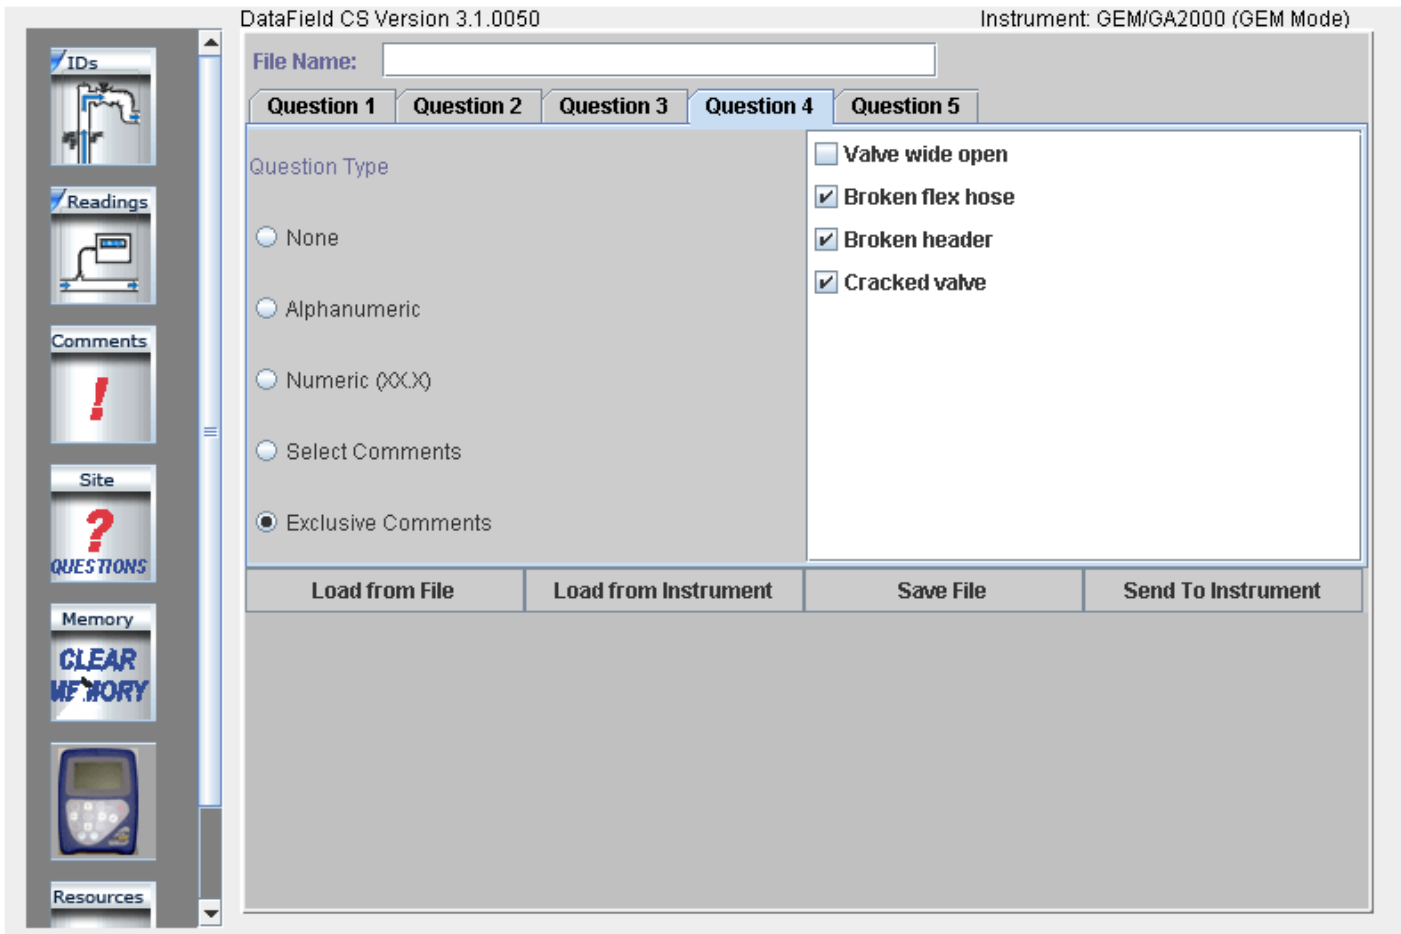 DataField CS Version 3.1.0050
Instrument: GEM/GA2000 (GEM Mode)
IDs
Readings
Comments
!
Site
?
QUESTIONS
Memory
CLEAR
MEMORY
Resources
File Name:
Question 1
Question 2
Question 3
Question 4
Question 5
Question Type
None
Alphanumeric
Numeric (XX.X)
Select Comments
Exclusive Comments
Valve wide open
Broken flex hose
Broken header
Cracked valve
Load from File
Load from Instrument
Save File
Send To Instrument